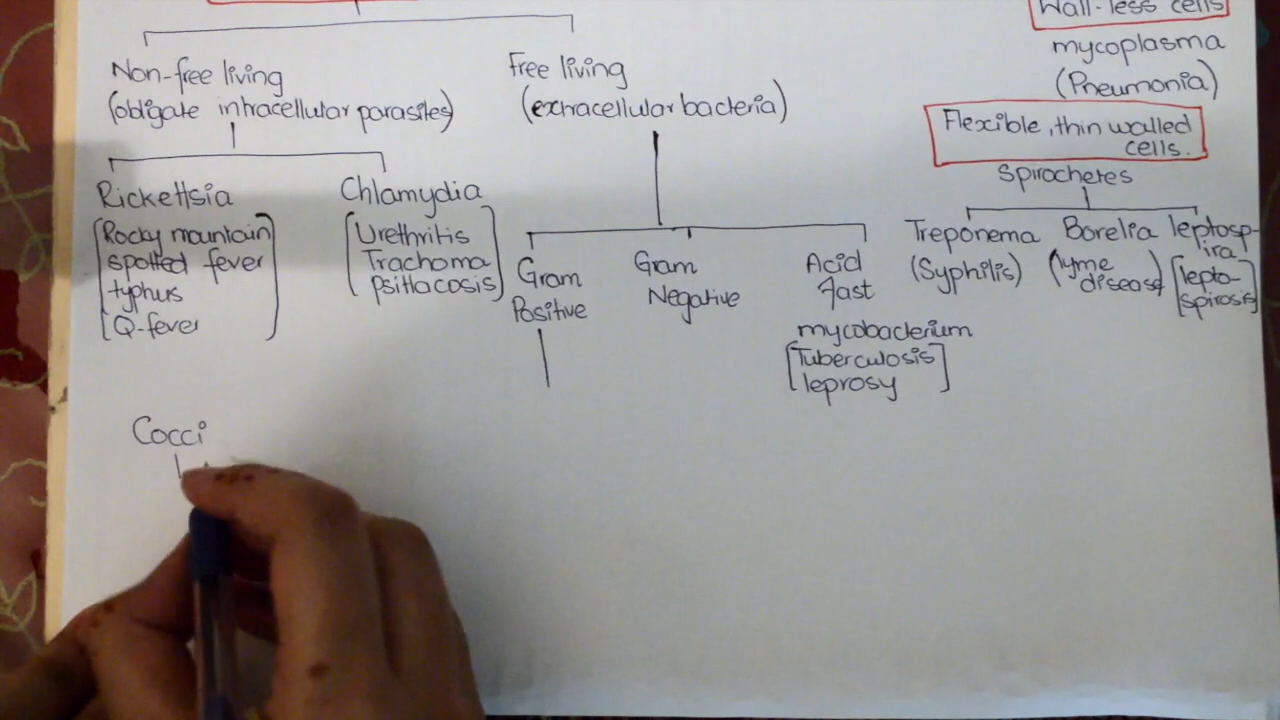 Wall-less cells
mycoplasma
(Pneumonia)
Non-free living
(obligate intracellular parasites)
Free living
(extracellular bacteria)
Flexible, thin walled
cells.
Spirochetes
Rickettsia
[Rocky mountain
spotted fever
typhus
Q-fever]
Chlamydia
[Urethritis
Trachoma
Psittacosis]
Gram
Positive
Gram
Negative
Acid
Fast
mycobacterium
[Tuberculosis
leprosy]
Treponema
(Syphilis)
Borelia
(lyme
disease)
leptosp-
ira
[lepto-
spirosis]
Cocci